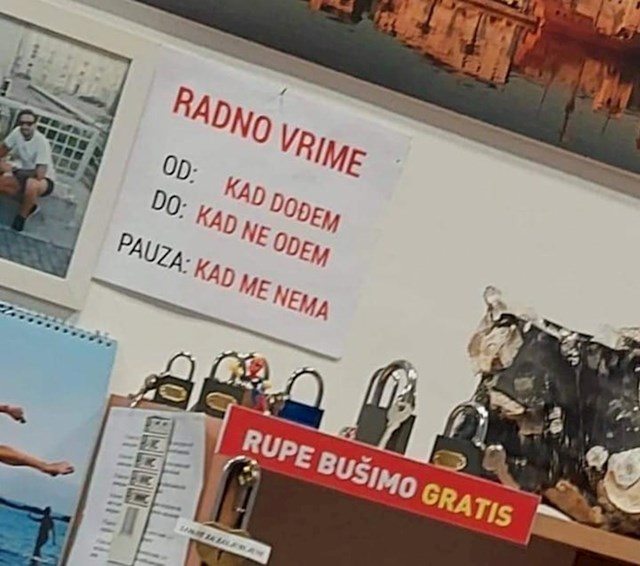 RADNO VRIME
OD: KAD DOĐEM
DO: KAD NE ODEM
PAUZA: KAD ME NEMA
RUPE BUŠIMO GRATIS